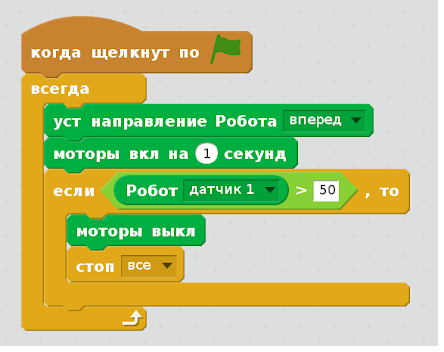 когда щелкнут по
всегда
уст направление Робота вперед
моторы вкл на 1 секунд
если Робот датчик 1 > 50 , то
моторы выкл
стоп все